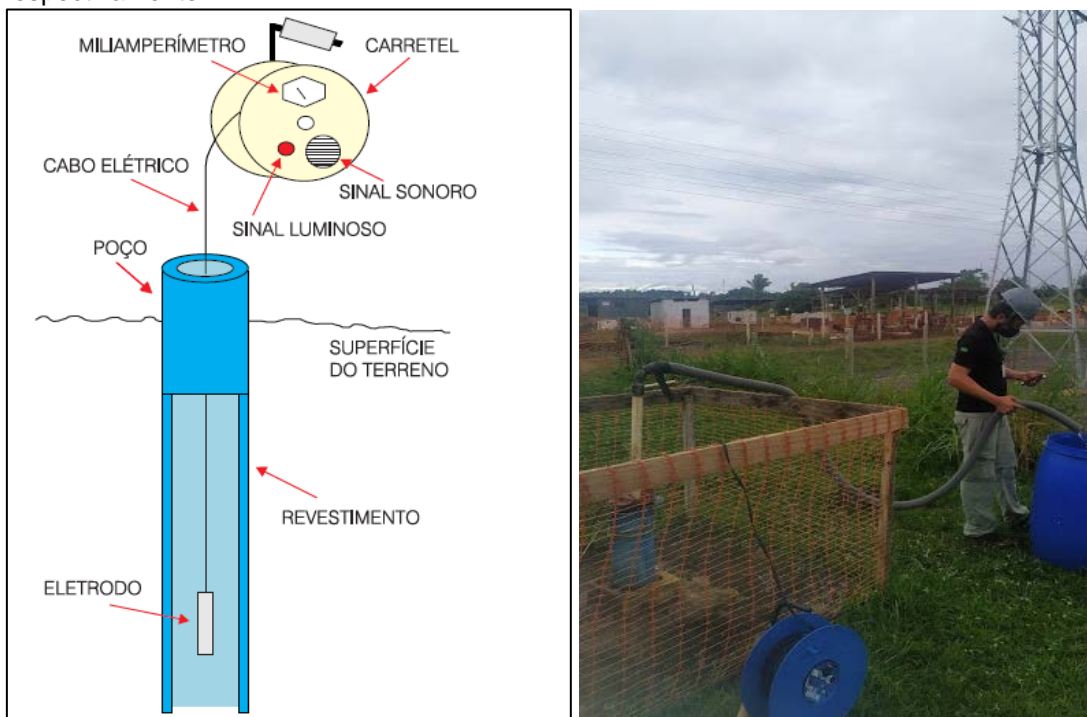 MILIAMPERÍMETRO
CARRETEL
CABO ELÉTRICO
SINAL SONORO
SINAL LUMINOSO
POÇO
SUPERFÍCIE
DO TERRENO
REVESTIMENTO
ELETRODO